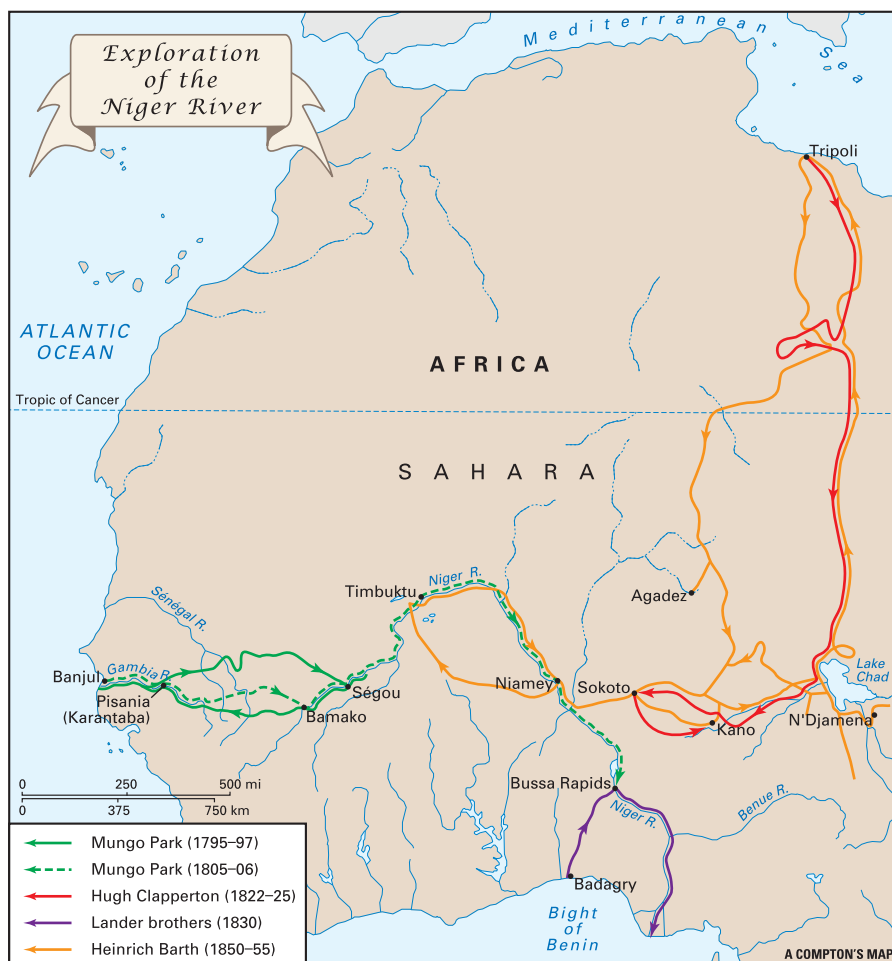 Exploration
of the
Niger River
Mediterranean Sea
Tripoli
ATLANTIC
OCEAN
AFRICA
Tropic of Cancer
SAHARA
Niger R.
Timbuktu
Agadez
Sénégal R.
Banjul
Gambia R.
Pisania
(Karantaba)
Ségou
Bamako
Niamey
Sokoto
Kano
Lake
Chad
N'Djamena
0 250 500 mi
0 375 750 km
Bussa Rapids
Niger R.
Benue R.
Badagry
Bight
of
Benin
Mungo Park (1795–97)
Mungo Park (1805–06)
Hugh Clapperton (1822–25)
Lander brothers (1830)
Heinrich Barth (1850–55)
A COMPTON'S MAP